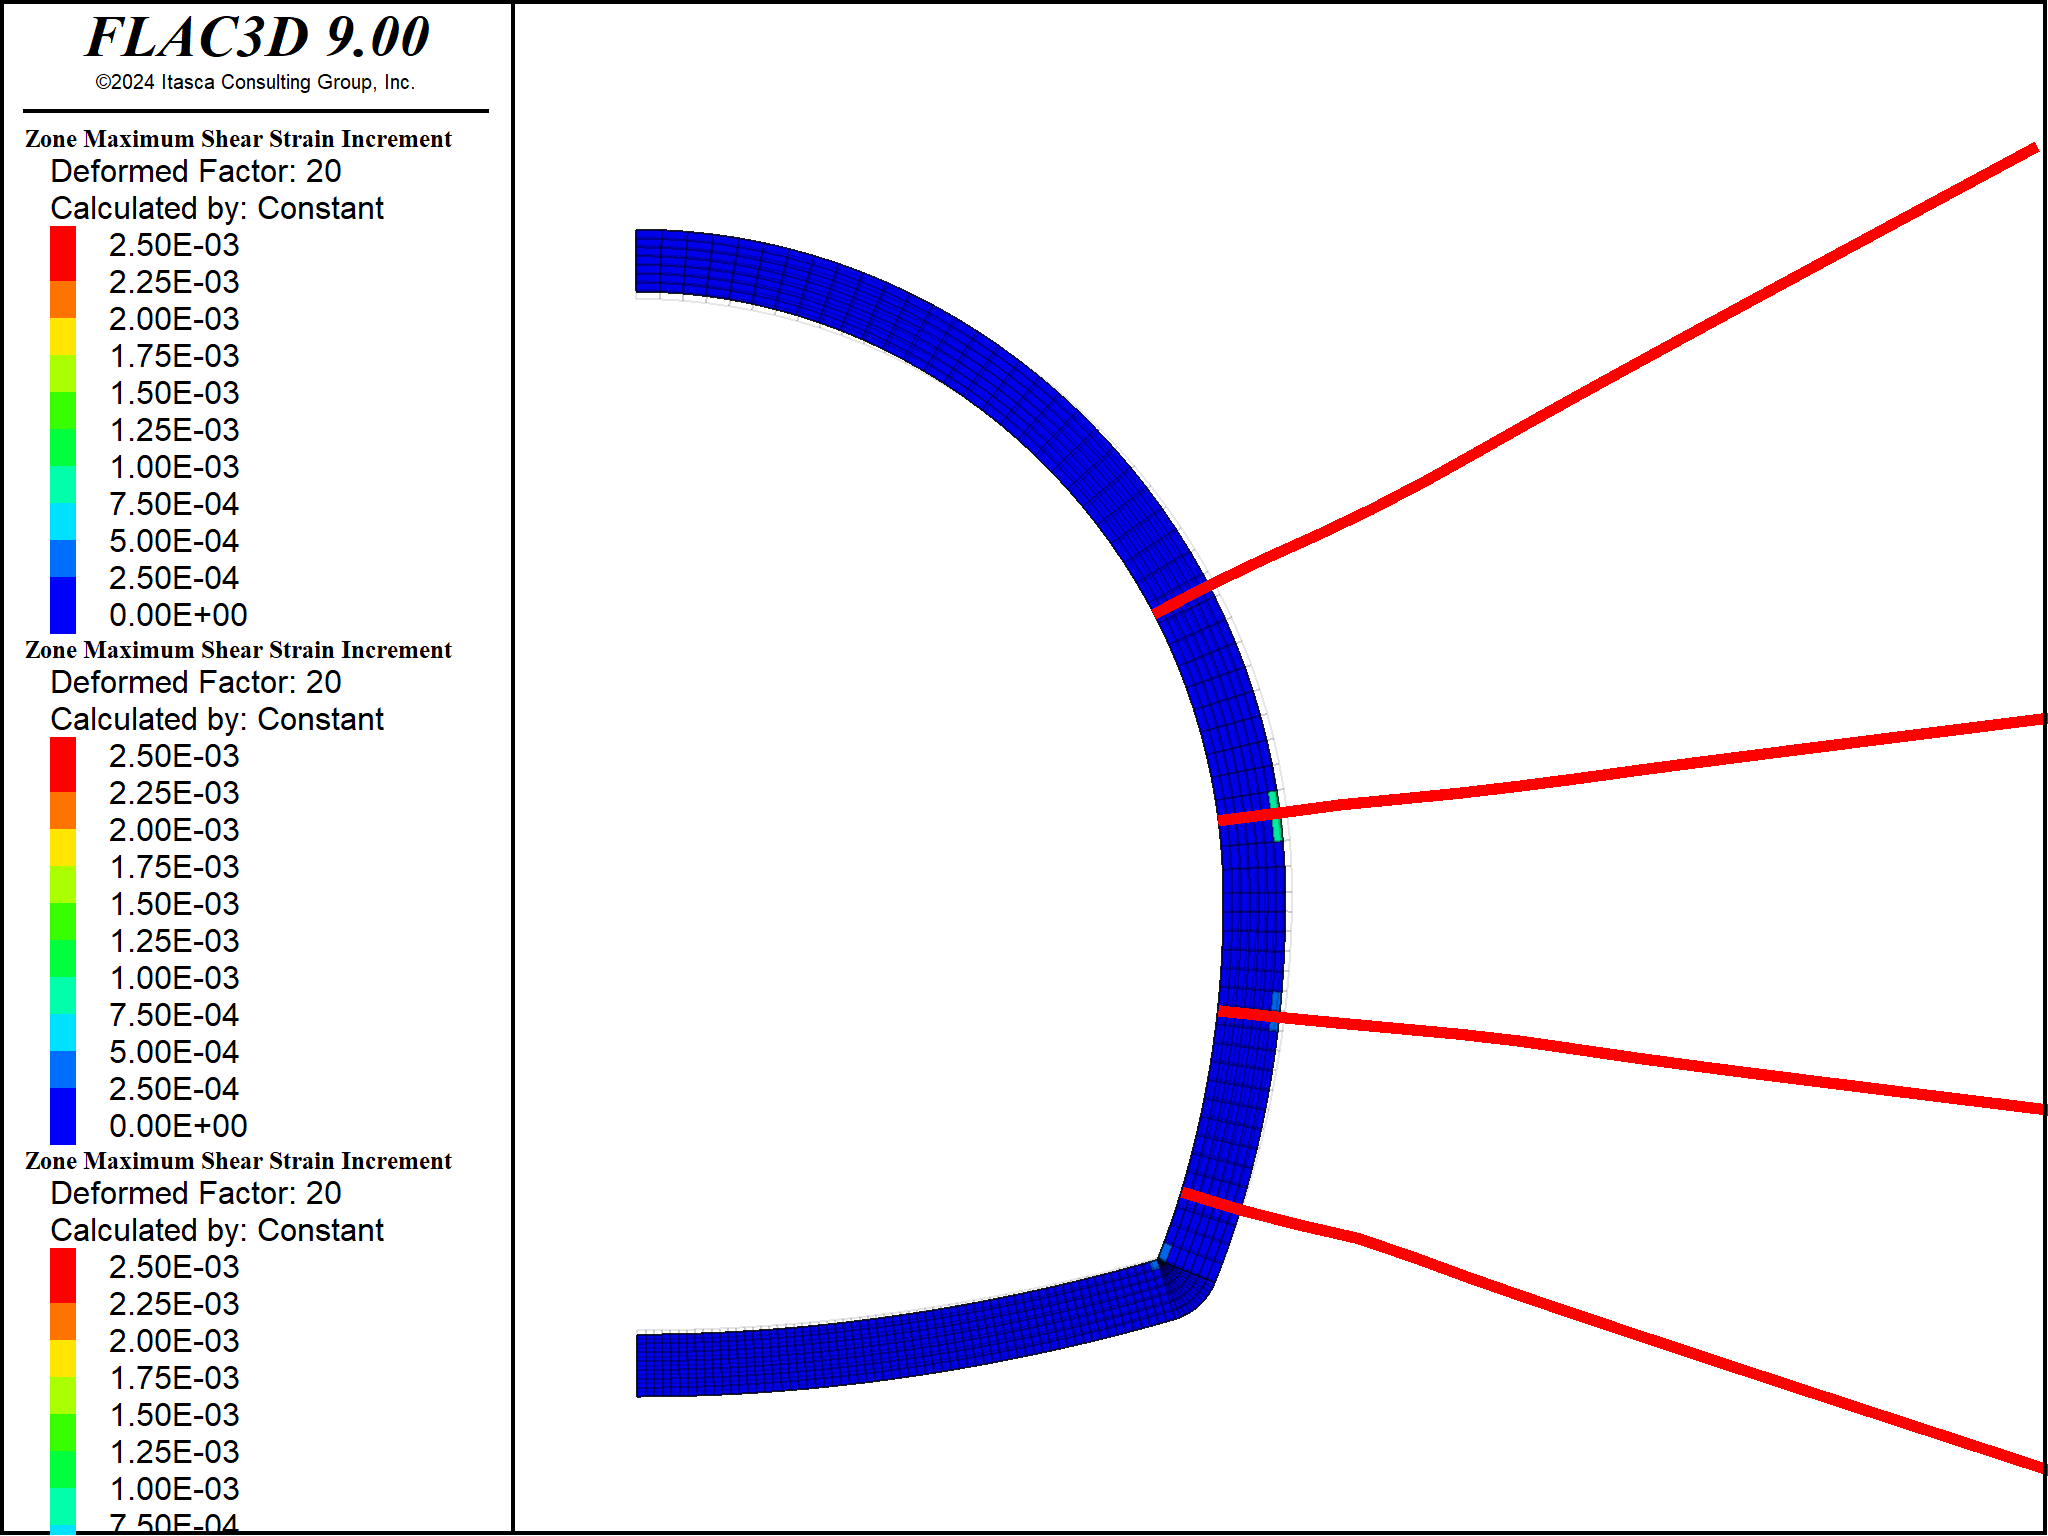 FLAC3D 9.00
©2024 Itasca Consulting Group, Inc.
Zone Maximum Shear Strain Increment
Deformed Factor: 20
Calculated by: Constant
2.50E-03
2.25E-03
2.00E-03
1.75E-03
1.50E-03
1.25E-03
1.00E-03
7.50E-04
5.00E-04
2.50E-04
0.00E+00
Zone Maximum Shear Strain Increment
Deformed Factor: 20
Calculated by: Constant
2.50E-03
2.25E-03
2.00E-03
1.75E-03
1.50E-03
1.25E-03
1.00E-03
7.50E-04
5.00E-04
2.50E-04
0.00E+00
Zone Maximum Shear Strain Increment
Deformed Factor: 20
Calculated by: Constant
2.50E-03
2.25E-03
2.00E-03
1.75E-03
1.50E-03
1.25E-03
1.00E-03
7.50E-04